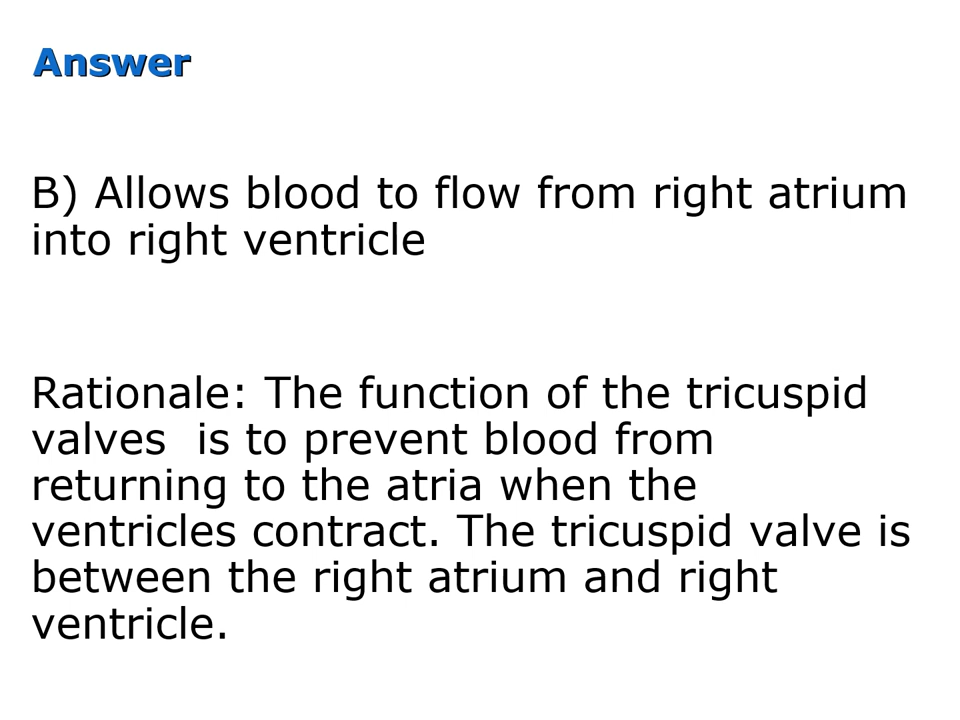 Answer
B) Allows blood to flow from right atrium
into right ventricle
Rationale: The function of the tricuspid
valves  is to prevent blood from
returning to the atria when the
ventricles contract. The tricuspid valve is
between the right atrium and right
ventricle.